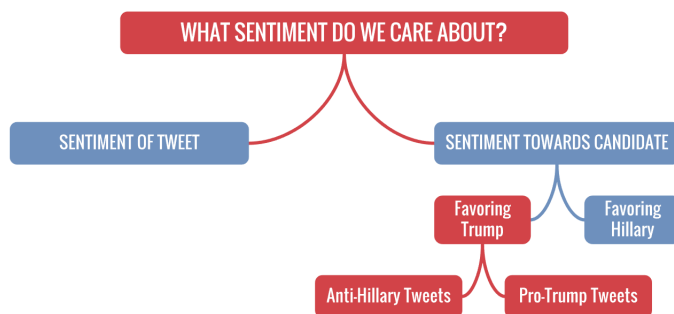 WHAT SENTIMENT DO WE CARE ABOUT?
SENTIMENT OF TWEET
SENTIMENT TOWARDS CANDIDATE
Favoring
Trump
Favoring
Hillary
Anti-Hillary Tweets
Pro-Trump Tweets